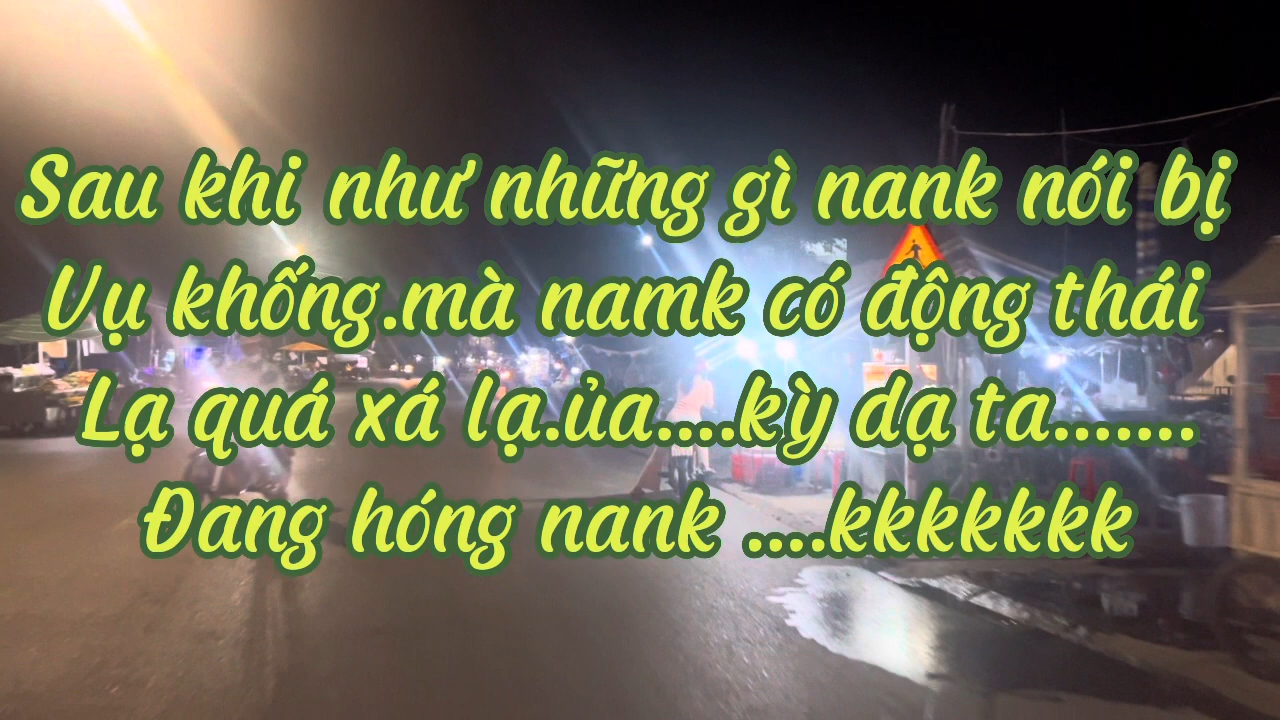 Sau khi như những gì nank nói bị
Vụ khống.mà namk có động thái
Lạ quá xá lạ.ủa....kỳ dạ ta.......
Đang hóng nank ....kkkkkkk